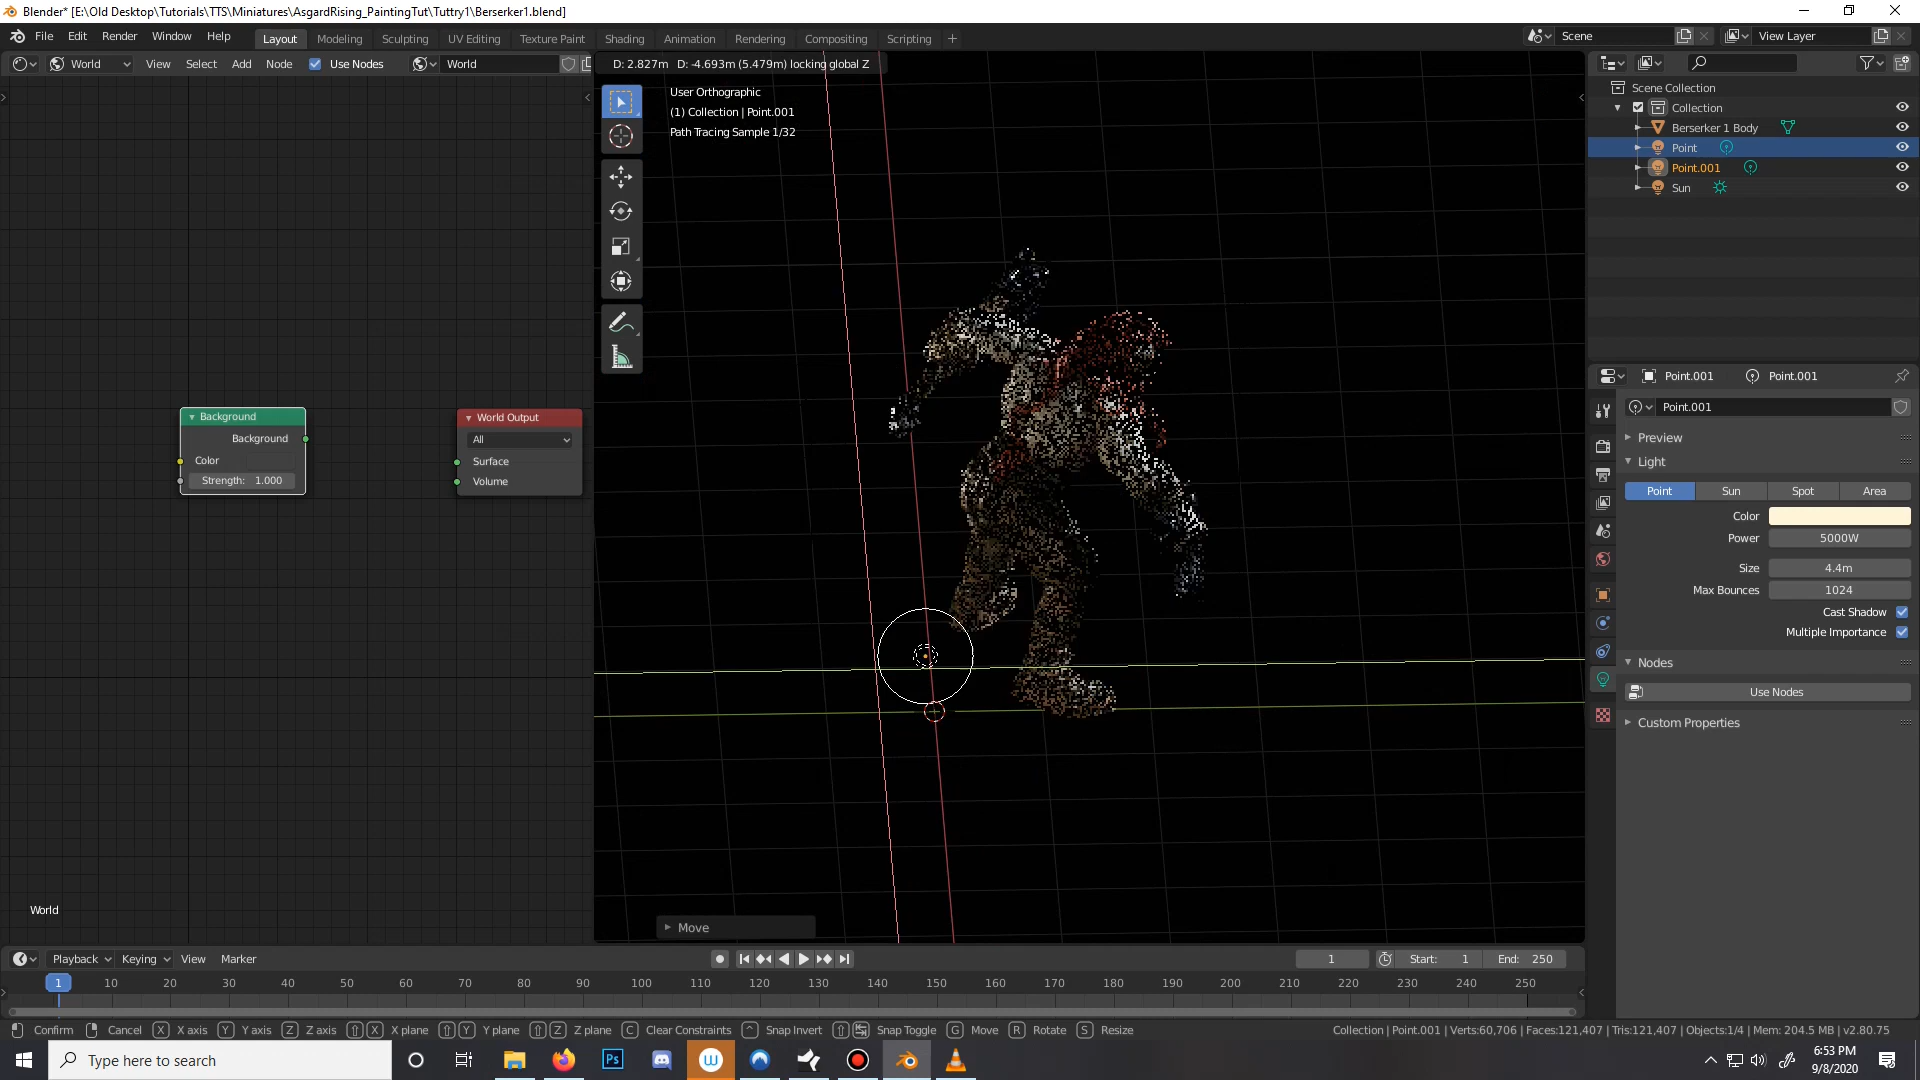 Blender* [E:\Old Desktop\Tutorials\TTS\Miniatures\AsgardRising_PaintingTut\Tuttry1\Berserker1.blend]
File Edit Render Window Help Layout Modeling Sculpting UV Editing Texture Paint Shading Animation Rendering Compositing Scripting + Scene View Layer
World View Select Add Node Use Nodes World D: 2.827m D: -4.693m (5.479m) locking global Z
User Orthographic
(1) Collection | Point.001
Path Tracing Sample 1/32
Scene Collection
Collection
Berserker 1 Body
Point
Point.001
Sun
Point.001 Point.001
Point.001
Preview
Light
Point Sun Spot Area
Color
Power 5000W
Size 4.4m
Max Bounces 1024
Cast Shadow
Multiple Importance
Nodes
Use Nodes
Custom Properties
Background
Background
Color
Strength: 1.000
World Output
All
Surface
Volume
World
Move
Playback Keying View Marker 1 Start: 1 End: 250
1 10 20 30 40 50 60 70 80 90 100 110 120 130 140 150 160 170 180 190 200 210 220 230 240 250
Confirm Cancel X X axis Y Y axis Z Z axis X X plane Y Y plane Z Z plane C Clear Constraints ^ Snap Invert Snap Toggle G Move R Rotate S Resize Collection | Point.001 | Verts:60,706 | Faces:121,407 | Tris:121,407 | Objects:1/4 | Mem: 204.5 MB | v2.80.75
Type here to search
Ps
W
6:53 PM
9/8/2020